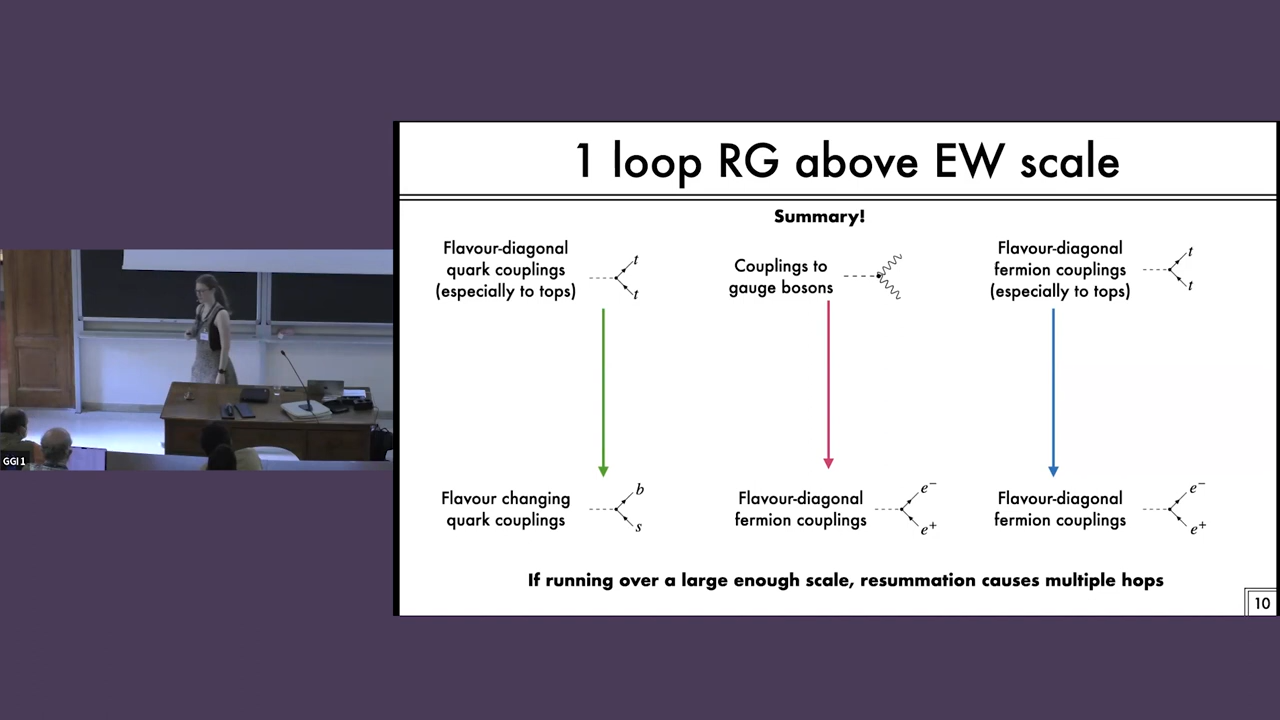 1 loop RG above EW scale
Summary!
Flavour-diagonal
quark couplings
(especially to tops)
t
t
Couplings to
gauge bosons
Flavour-diagonal
fermion couplings
(especially to tops)
t
t
Flavour changing
quark couplings
b
s
Flavour-diagonal
fermion couplings
e⁻
e⁺
Flavour-diagonal
fermion couplings
e⁻
e⁺
If running over a large enough scale, resummation causes multiple hops
10
GGI 1